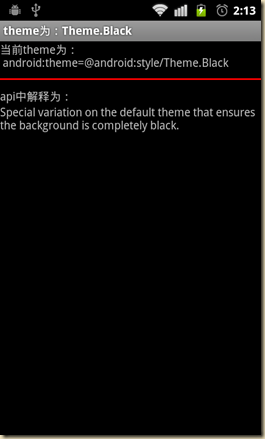 2:13
theme为：Theme.Black
当前theme为：
android:theme=@android:style/Theme.Black
api中解释为：
Special variation on the default theme that ensures
the background is completely black.